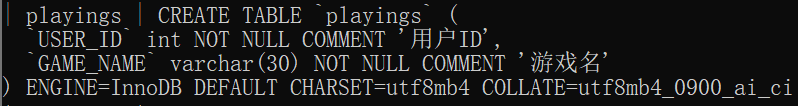 | playings | CREATE TABLE `playings` (
  `USER_ID` int NOT NULL COMMENT '用户ID',
  `GAME_NAME` varchar(30) NOT NULL COMMENT '游戏名'
) ENGINE=InnoDB DEFAULT CHARSET=utf8mb4 COLLATE=utf8mb4_0900_ai_ci